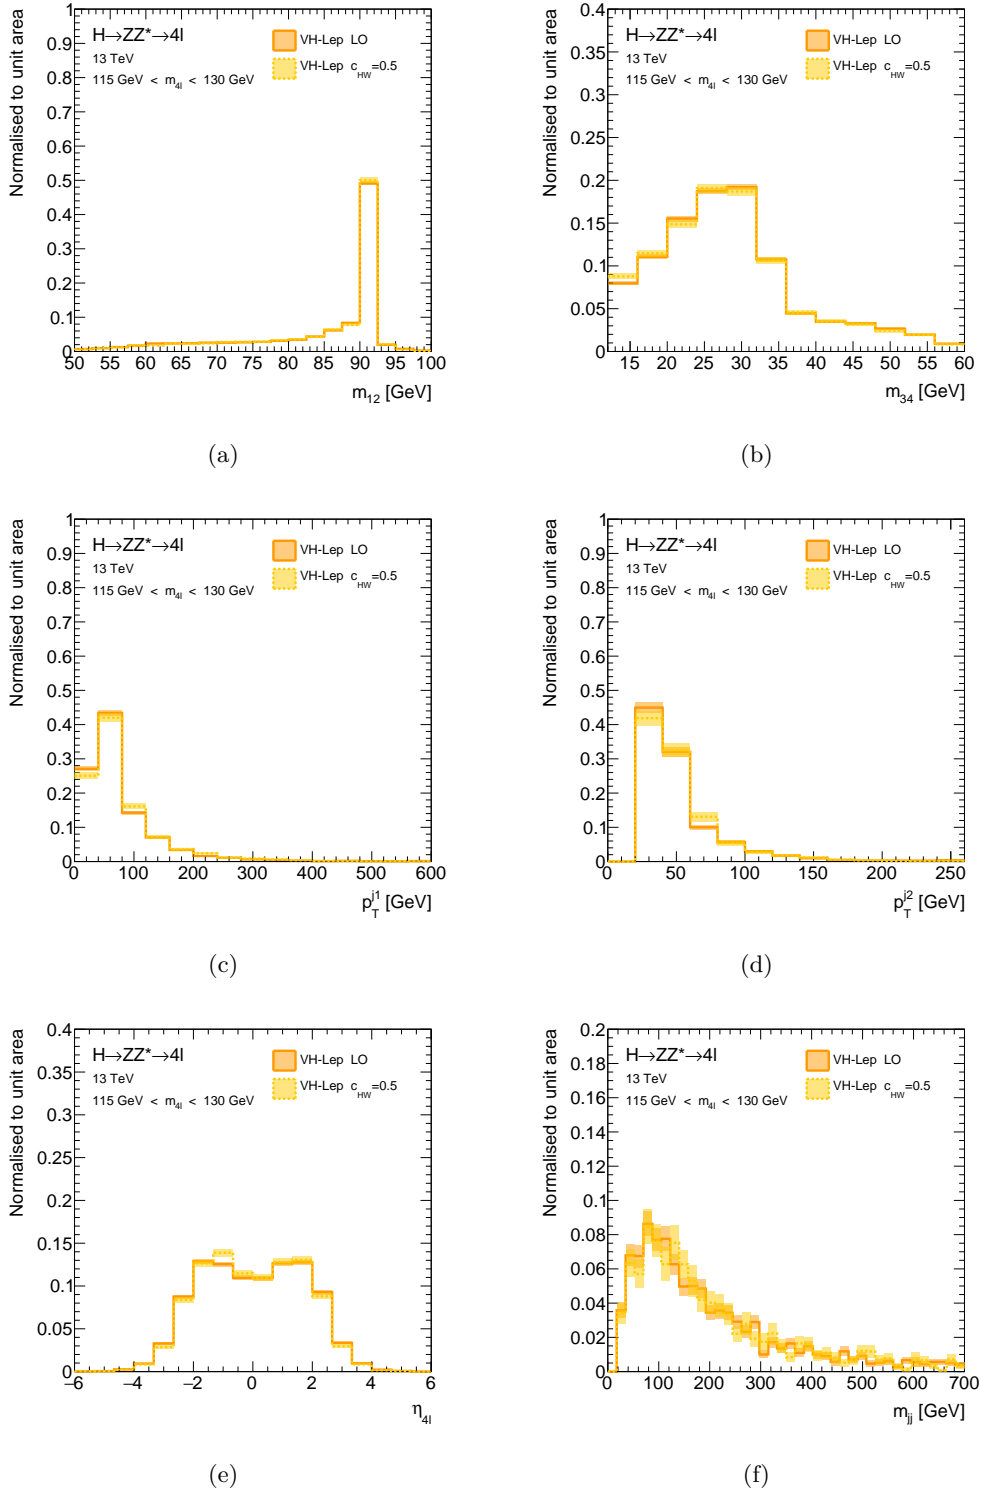 Normalised to unit area
1
0.9
0.8
0.7
0.6
0.5
0.4
0.3
0.2
0.1
0
H→ZZ*→4l
13 TeV
115 GeV < m4l < 130 GeV
VH-Lep LO
VH-Lep cHW=0.5
50 55 60 65 70 75 80 85 90 95 100
m12 [GeV]
(a)
Normalised to unit area
0.4
0.35
0.3
0.25
0.2
0.15
0.1
0.05
0
H→ZZ*→4l
13 TeV
115 GeV < m4l < 130 GeV
VH-Lep LO
VH-Lep cHW=0.5
15 20 25 30 35 40 45 50 55 60
m34 [GeV]
(b)
Normalised to unit area
1
0.9
0.8
0.7
0.6
0.5
0.4
0.3
0.2
0.1
0
H→ZZ*→4l
13 TeV
115 GeV < m4l < 130 GeV
VH-Lep LO
VH-Lep cHW=0.5
0 100 200 300 400 500 600
pTj1 [GeV]
(c)
Normalised to unit area
1
0.9
0.8
0.7
0.6
0.5
0.4
0.3
0.2
0.1
0
H→ZZ*→4l
13 TeV
115 GeV < m4l < 130 GeV
VH-Lep LO
VH-Lep cHW=0.5
0 50 100 150 200 250
pTj2 [GeV]
(d)
Normalised to unit area
0.4
0.35
0.3
0.25
0.2
0.15
0.1
0.05
0
H→ZZ*→4l
13 TeV
115 GeV < m4l < 130 GeV
VH-Lep LO
VH-Lep cHW=0.5
−6 −4 −2 0 2 4 6
η4l
(e)
Normalised to unit area
0.2
0.18
0.16
0.14
0.12
0.1
0.08
0.06
0.04
0.02
0
H→ZZ*→4l
13 TeV
115 GeV < m4l < 130 GeV
VH-Lep LO
VH-Lep cHW=0.5
0 100 200 300 400 500 600 700
mjj [GeV]
(f)